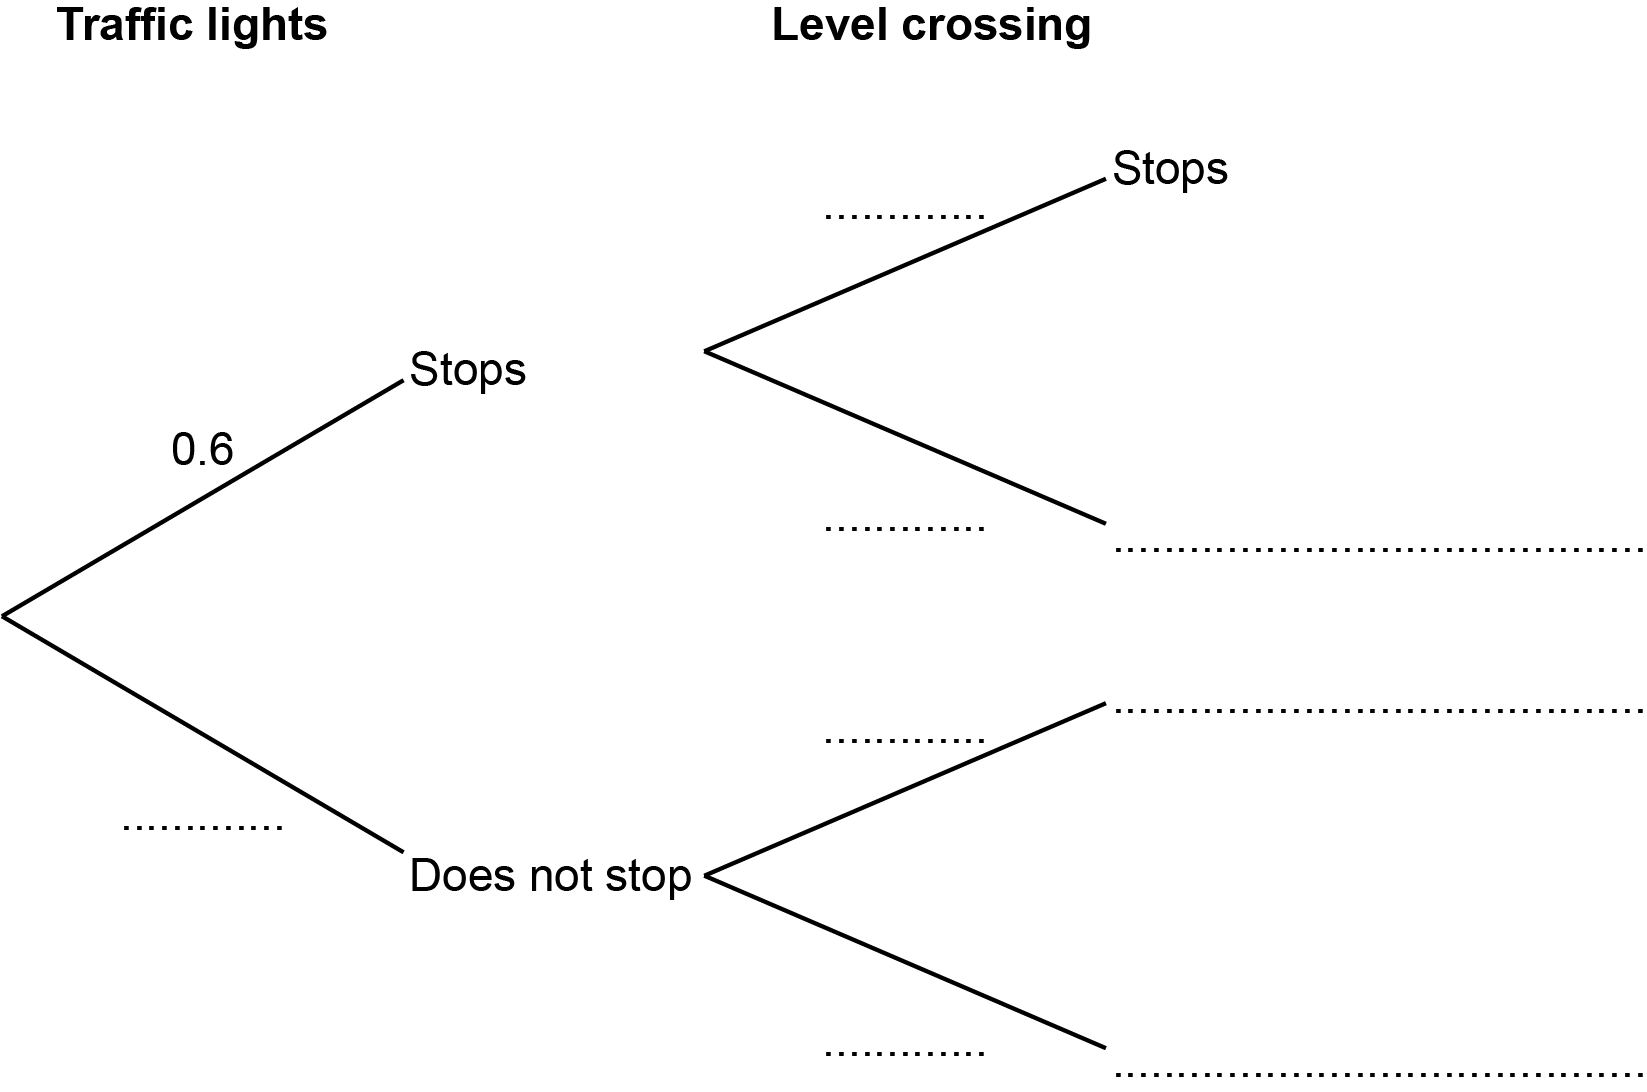 Traffic lights
Level crossing
Stops
............
Stops
0.6
............
..........................................
............
..........................................
............
Does not stop
............
..........................................